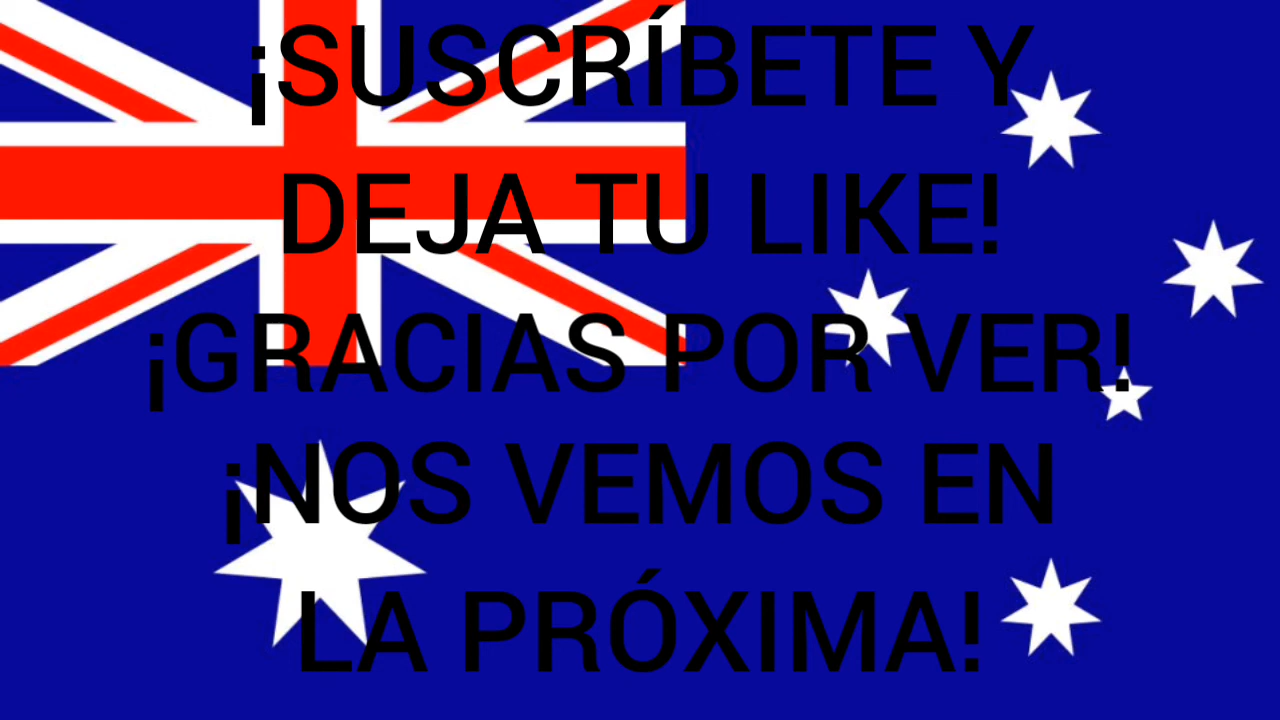 ¡SUSCRÍBETE Y
DEJA TU LIKE!
¡GRACIAS POR VER!
¡NOS VEMOS EN
LA PRÓXIMA!